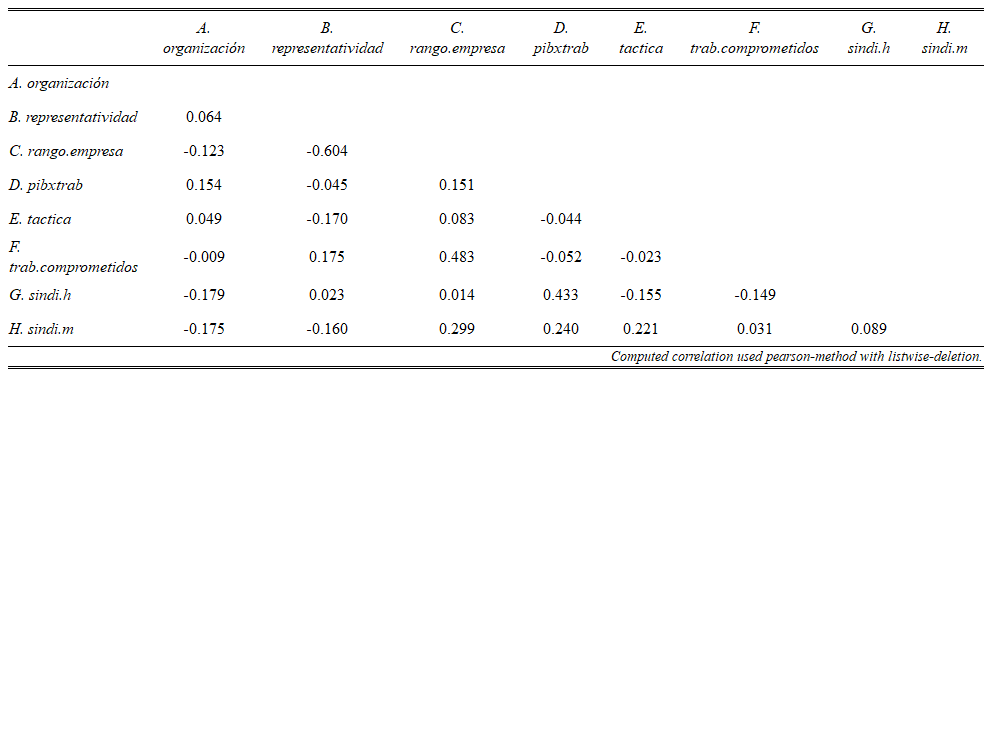 A. B. C. D. E. F. G. H.
organización representatividad rango.empresa pibxtrab tactica trab.comprometidos sindi.h sindi.m
A. organización
B. representatividad 0.064
C. rango.empresa -0.123 -0.604
D. pibxtrab 0.154 -0.045 0.151
E. tactica 0.049 -0.170 0.083 -0.044
F.
trab.comprometidos -0.009 0.175 0.483 -0.052 -0.023
G. sindi.h -0.179 0.023 0.014 0.433 -0.155 -0.149
H. sindi.m -0.175 -0.160 0.299 0.240 0.221 0.031 0.089
Computed correlation used pearson-method with listwise-deletion.